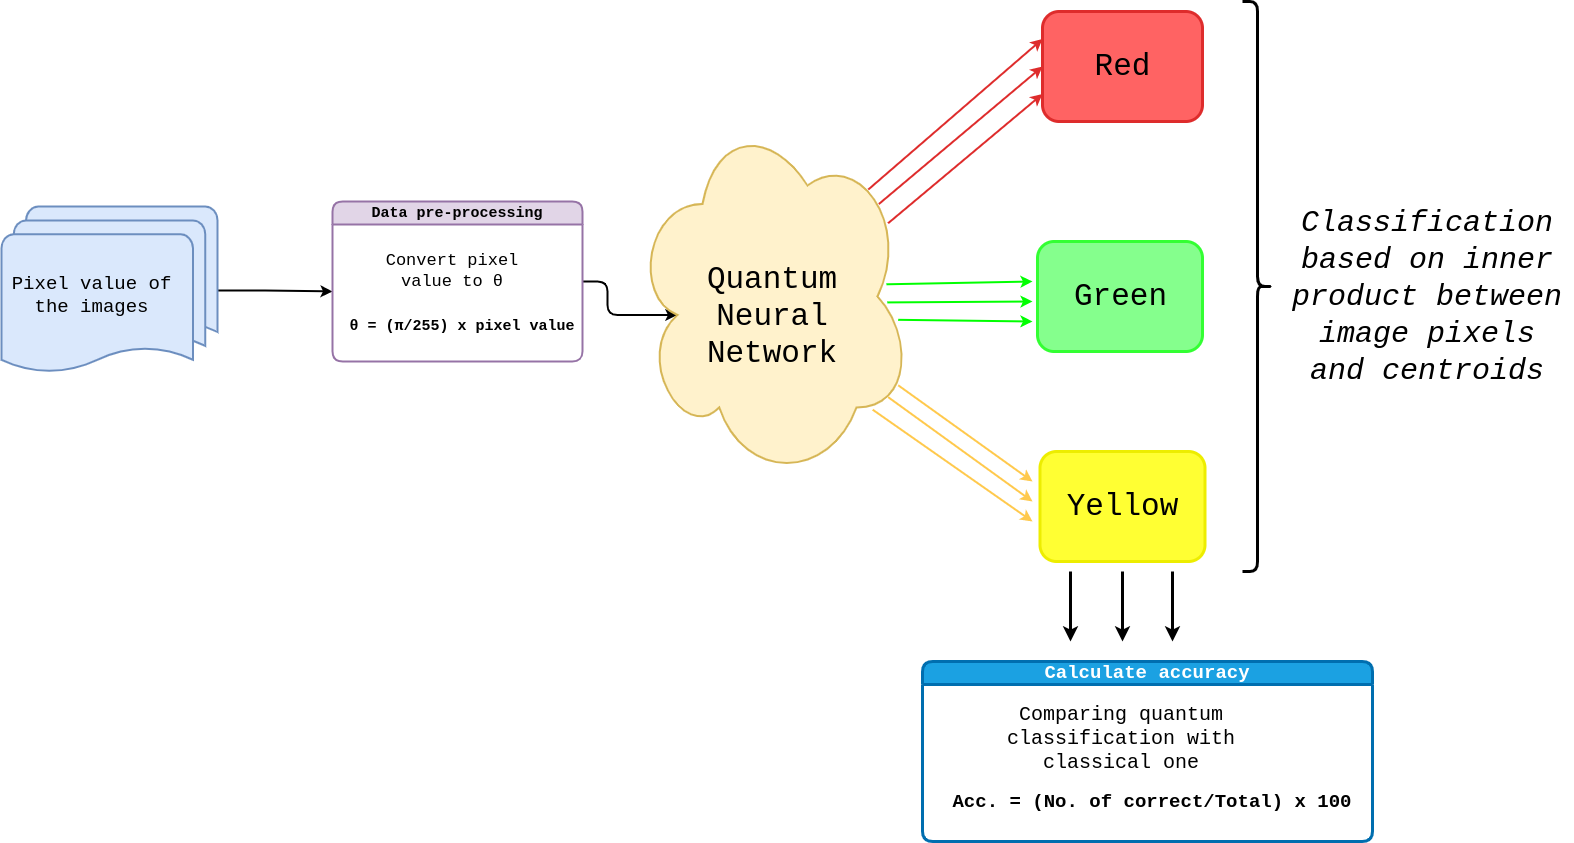 Pixel value of
the images
Data pre-processing
Convert pixel
value to θ
θ = (π/255) x pixel value
Quantum
Neural
Network
Red
Green
Yellow
Classification
based on inner
product between
image pixels
and centroids
Calculate accuracy
Comparing quantum
classification with
classical one
Acc. = (No. of correct/Total) x 100